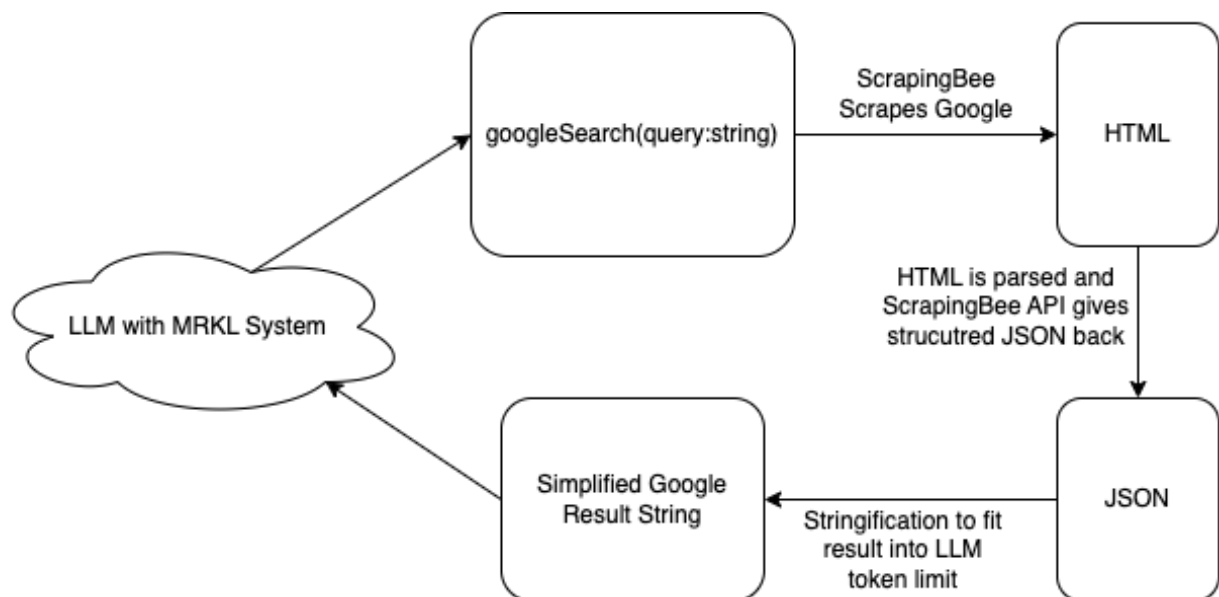 ScrapingBee
Scrapes Google
googleSearch(query:string)
HTML
HTML is parsed and
ScrapingBee API gives
strucutred JSON back
LLM with MRKL System
Simplified Google
Result String
JSON
Stringification to fit
result into LLM
token limit